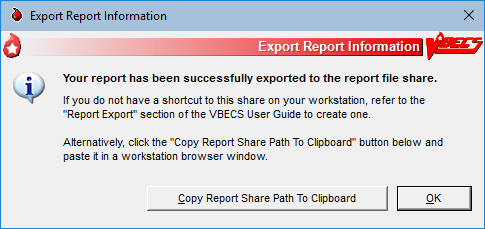 Export Report Information
Export Report Information
VBECS
Your report has been successfully exported to the report file share.
If you do not have a shortcut to this share on your workstation, refer to the
"Report Export" section of the VBECS User Guide to create one.
Alternatively, click the "Copy Report Share Path To Clipboard" button below and
paste it in a workstation browser window.
Copy Report Share Path To Clipboard
OK